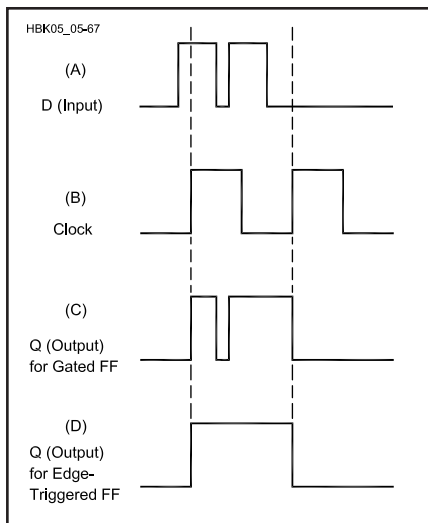 HBK05_05-67
(A)
D (Input)
(B)
Clock
(C)
Q (Output)
for Gated FF
(D)
Q (Output)
for Edge-
Triggered FF